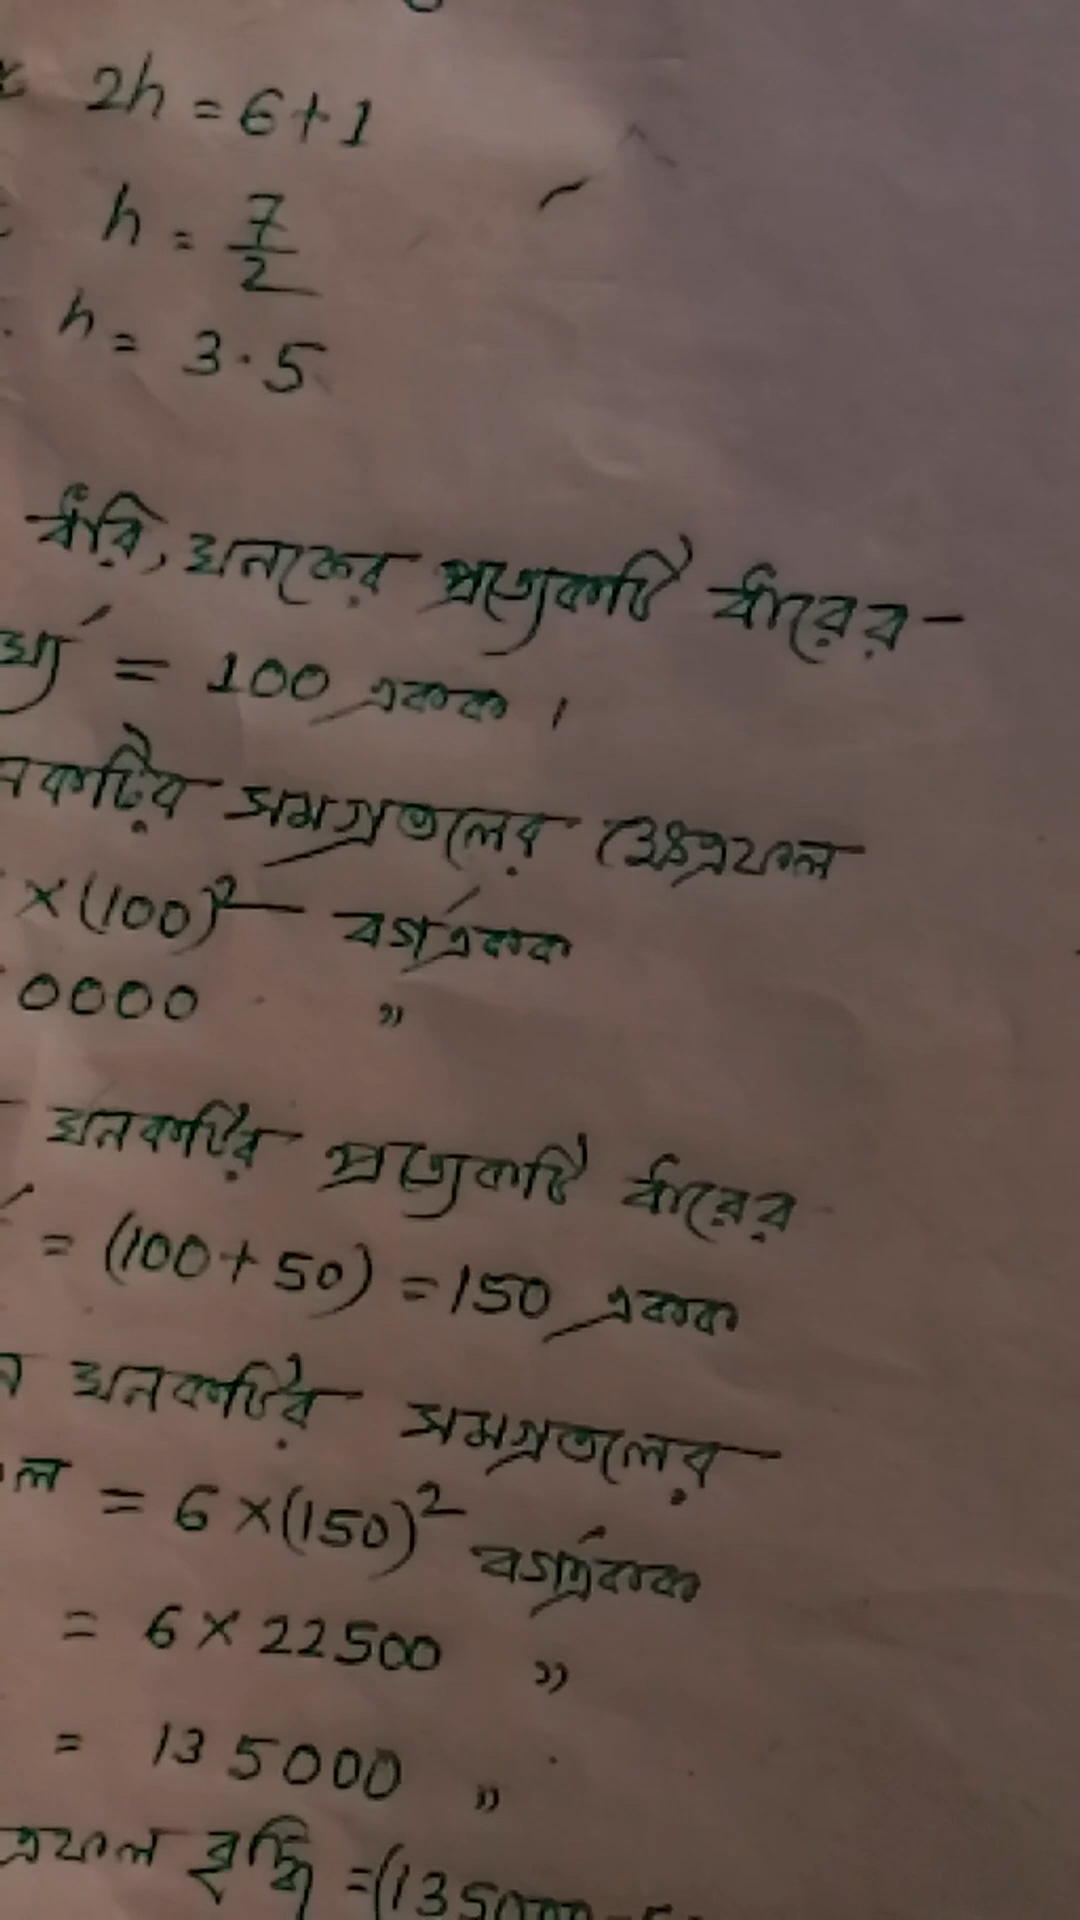 2h = 6+1
h = 7/2
h = 3.5
ধরি, ঘনকের প্রত্যেকটি ধারের
= 100 একক।
সমগ্রতলের ক্ষেত্রফল
×(100)² বর্গএকক
0000 "
ঘনকটির প্রত্যেকটি ধারের
= (100+50) = 150 একক
ঘনকটির সমগ্রতলের
= 6×(150)² বর্গএকক
= 6×22500 "
= 135000 "
বৃদ্ধি =(135000-